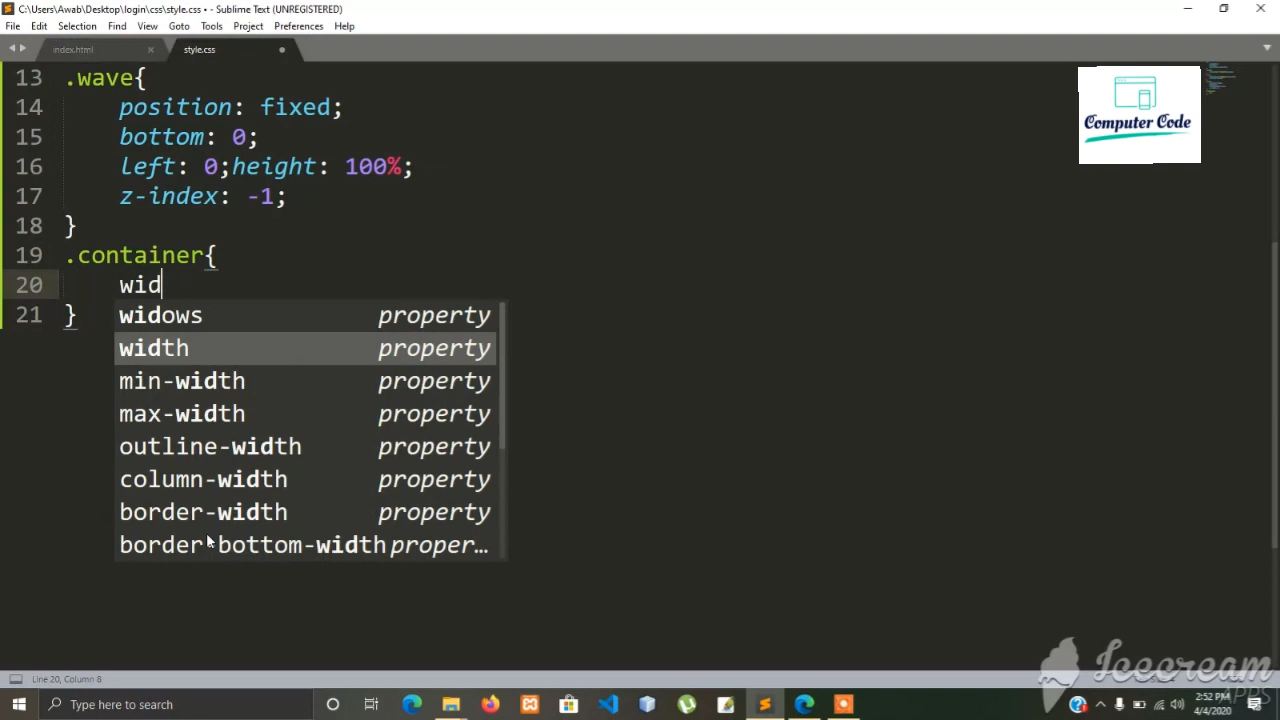 C:\Users\Awab\Desktop\login\css\style.css • - Sublime Text (UNREGISTERED)
File Edit Selection Find View Goto Tools Project Preferences Help
index.html style.css
13 .wave{
14 position: fixed;
15 bottom: 0;
16 left: 0;height: 100%;
17 z-index: -1;
18 }
19 .container{
20 wid
21 }
widows property
width property
min-width property
max-width property
outline-width property
column-width property
border-width property
border-bottom-width proper…
Computer Code
Line 20, Column 8
Icecream
APPS
Type here to search
2:52 PM
4/4/2020